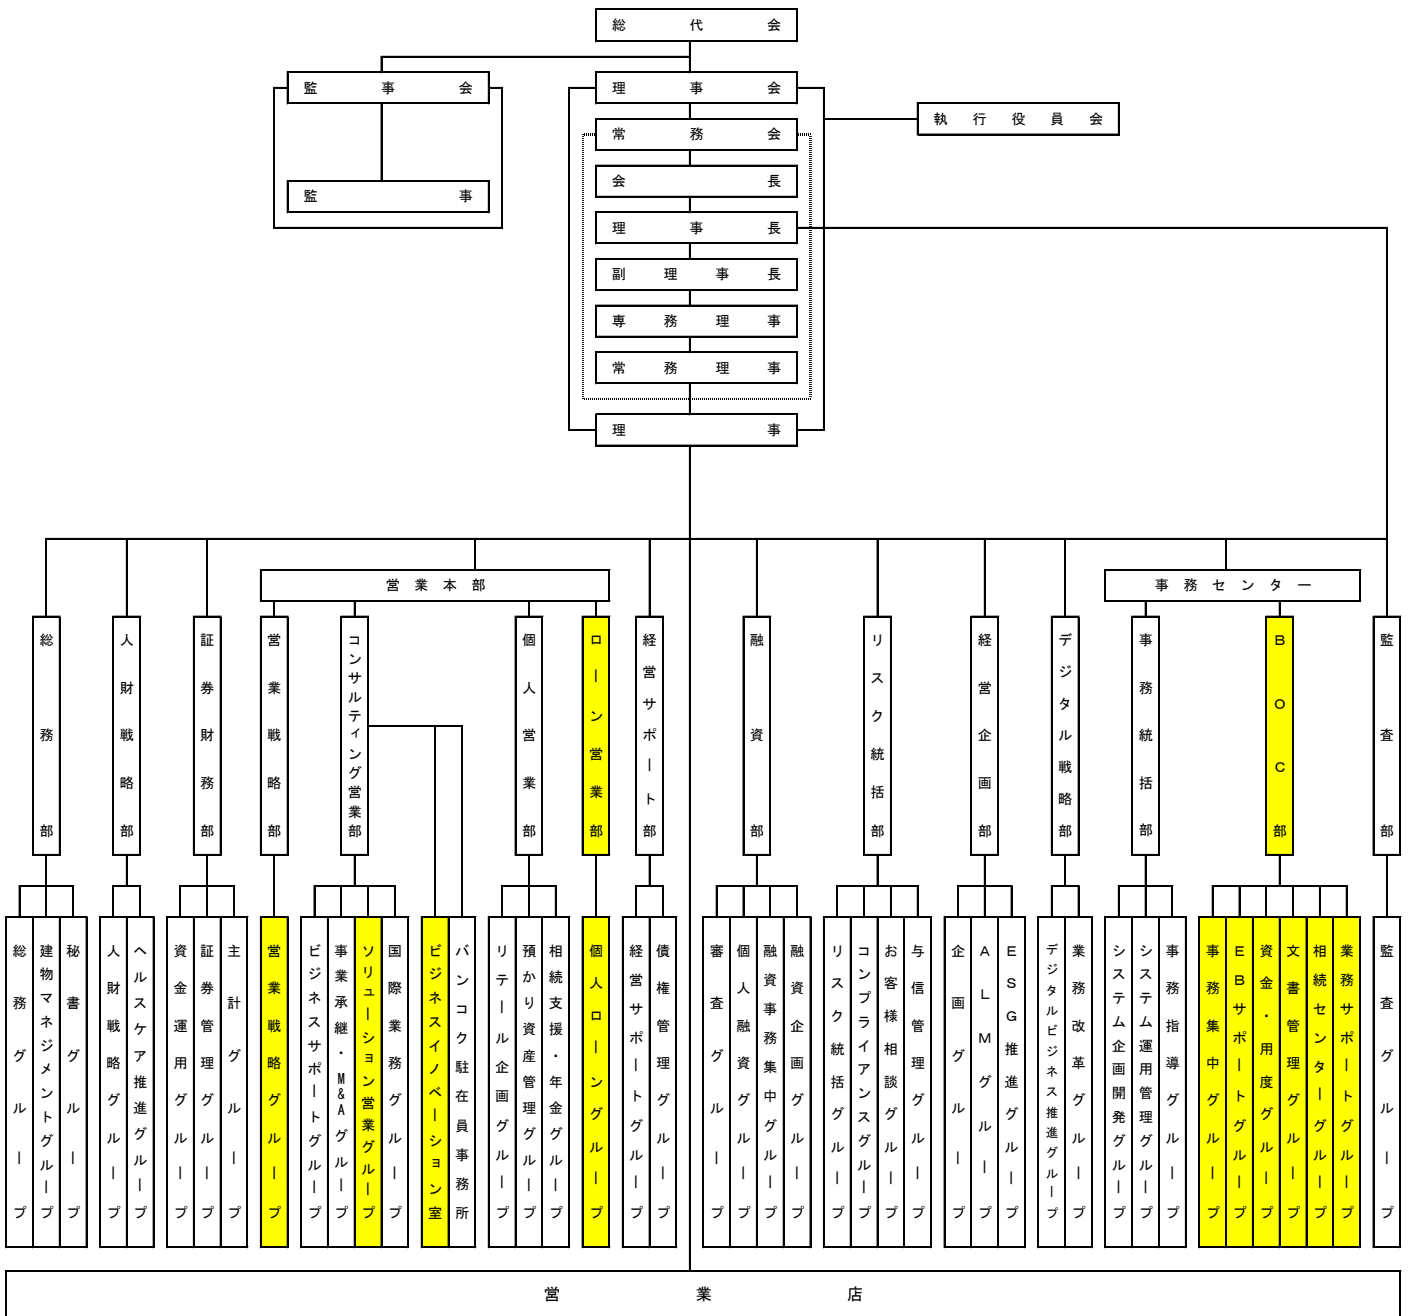 総代会
監事会
理事会
執行役員会
常務会
会長
監事
理事長
副理事長
専務理事
常務理事
理事
営業本部
事務センター
総務部
人財戦略部
証券財務部
営業戦略部
コンサルティング営業部
個人営業部
ローン営業部
経営サポート部
融資部
リスク統括部
経営企画部
デジタル戦略部
事務統括部
BOC部
監査部
総務グループ
建物マネジメントグループ
秘書グループ
人財戦略グループ
ヘルスケア推進グループ
資金運用グループ
証券管理グループ
主計グループ
営業戦略グループ
ビジネスサポートグループ
事業承継・M&Aグループ
ソリューション営業グループ
国際業務グループ
ビジネスイノベーション室
バンコク駐在員事務所
リテール企画グループ
預かり資産管理グループ
相続支援・年金グループ
個人ローングループ
経営サポートグループ
債権管理グループ
審査グループ
個人融資グループ
融資事務集中グループ
融資企画グループ
リスク統括グループ
コンプライアンスグループ
お客様相談グループ
与信管理グループ
企画グループ
ALMグループ
ESG推進グループ
デジタルビジネス推進グループ
業務改革グループ
システム企画開発グループ
システム運用管理グループ
事務指導グループ
事務集中グループ
EBサポートグループ
資金・用度グループ
文書管理グループ
相続センターグループ
業務サポートグループ
監査グループ
営業店